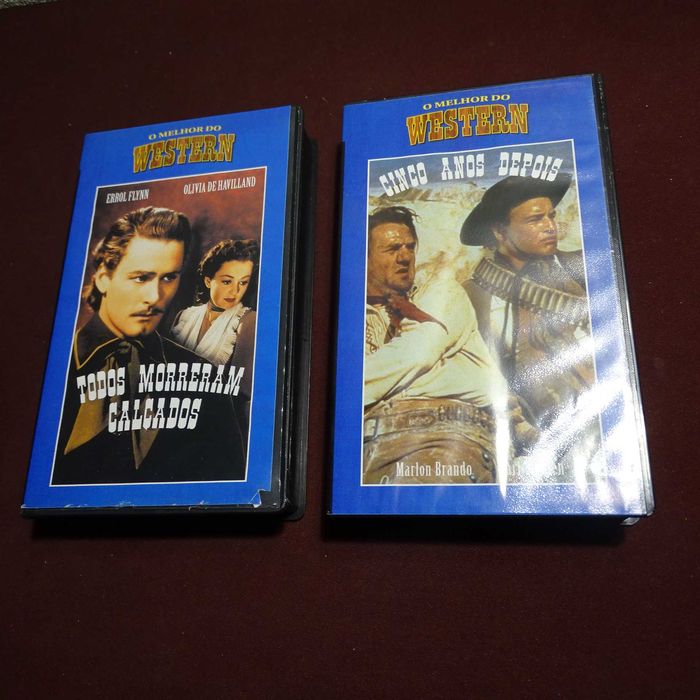 O MELHOR DO
WESTERN
ERROL FLYNN
OLIVIA DE HAVILLAND
TODOS MORRERAM
CALÇADOS
O MELHOR DO
WESTERN
CINCO ANOS DEPOIS
Marlon Brando